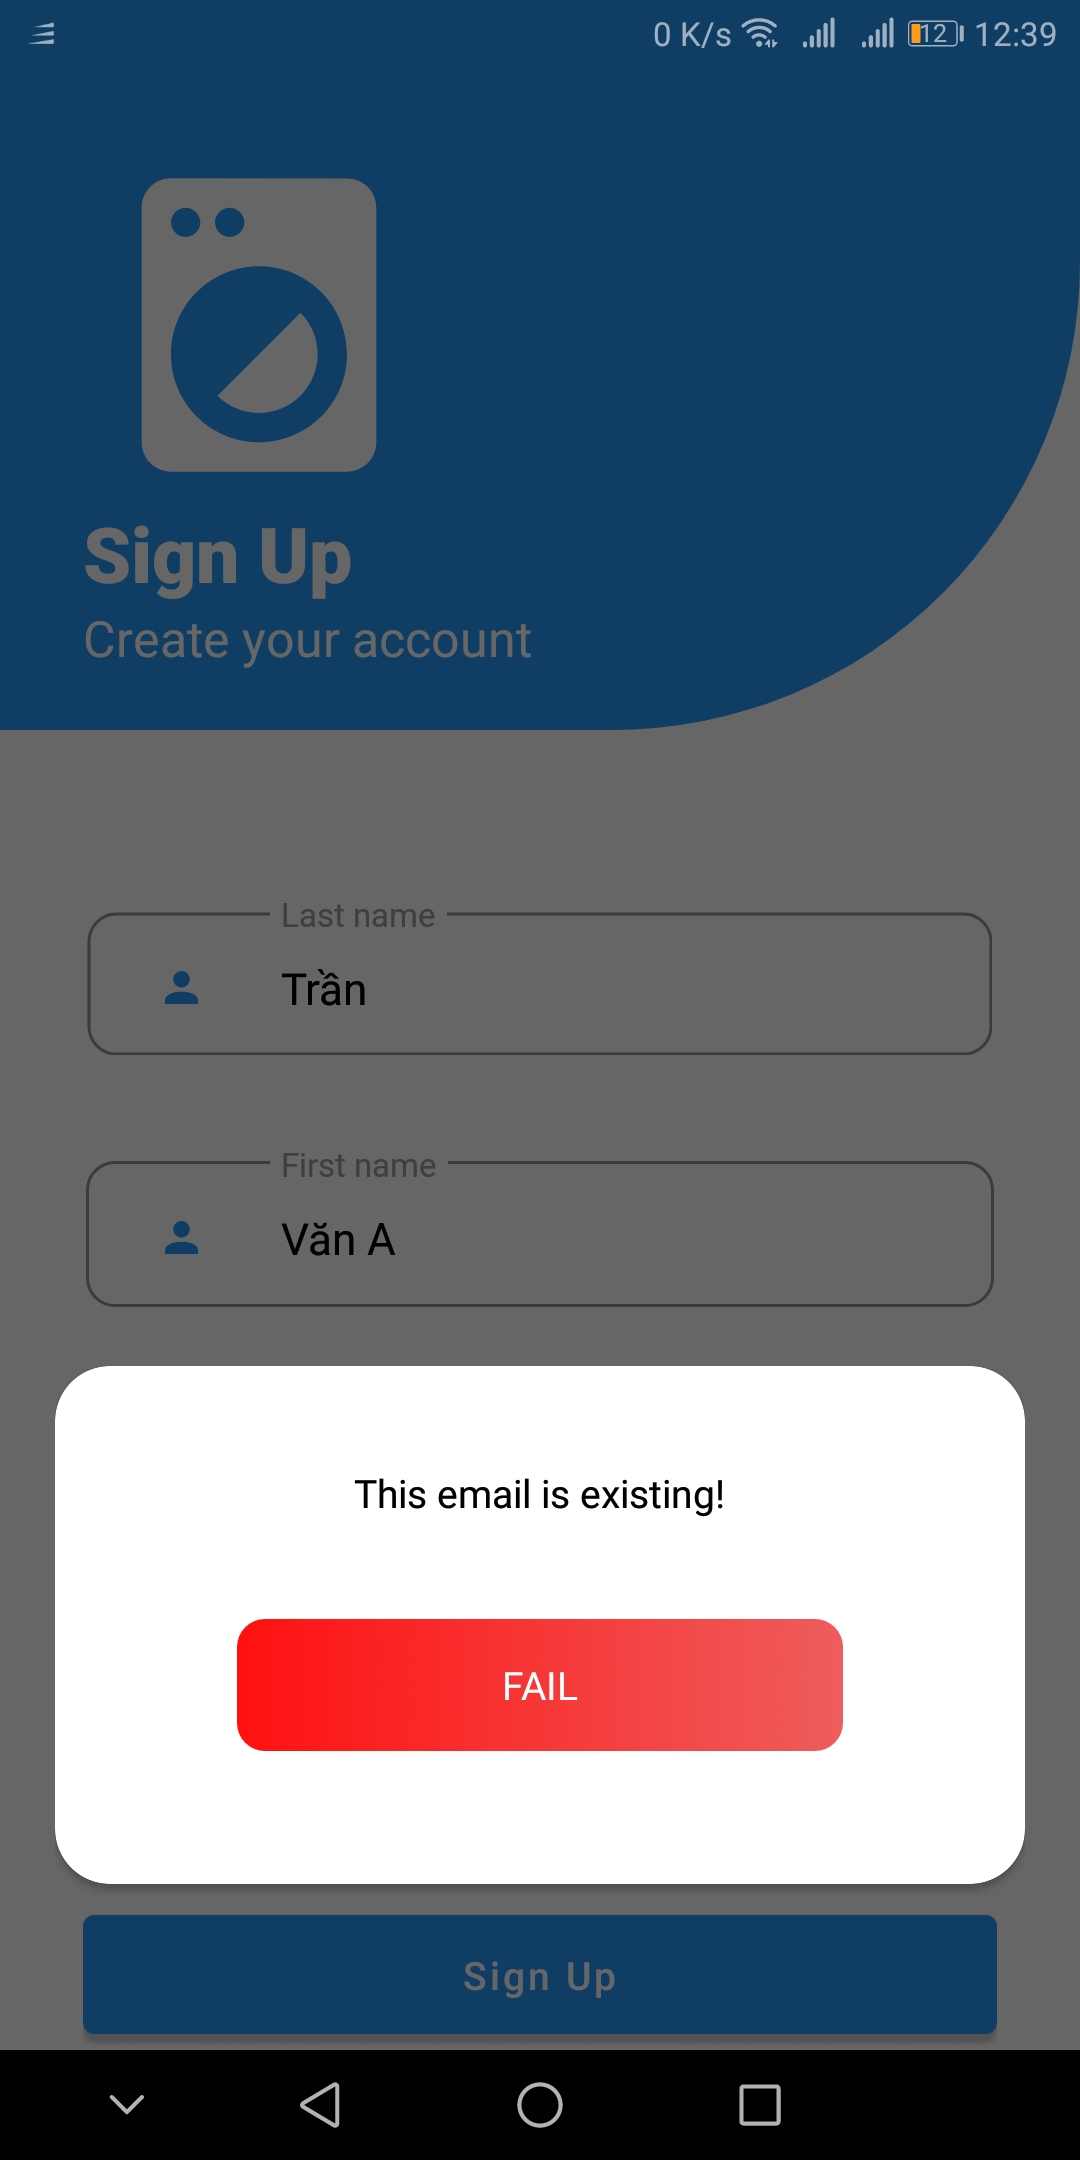 0 K/s 12 12:39
Sign Up
Create your account
Last name
Trần
First name
Văn A
This email is existing!
FAIL
Sign Up